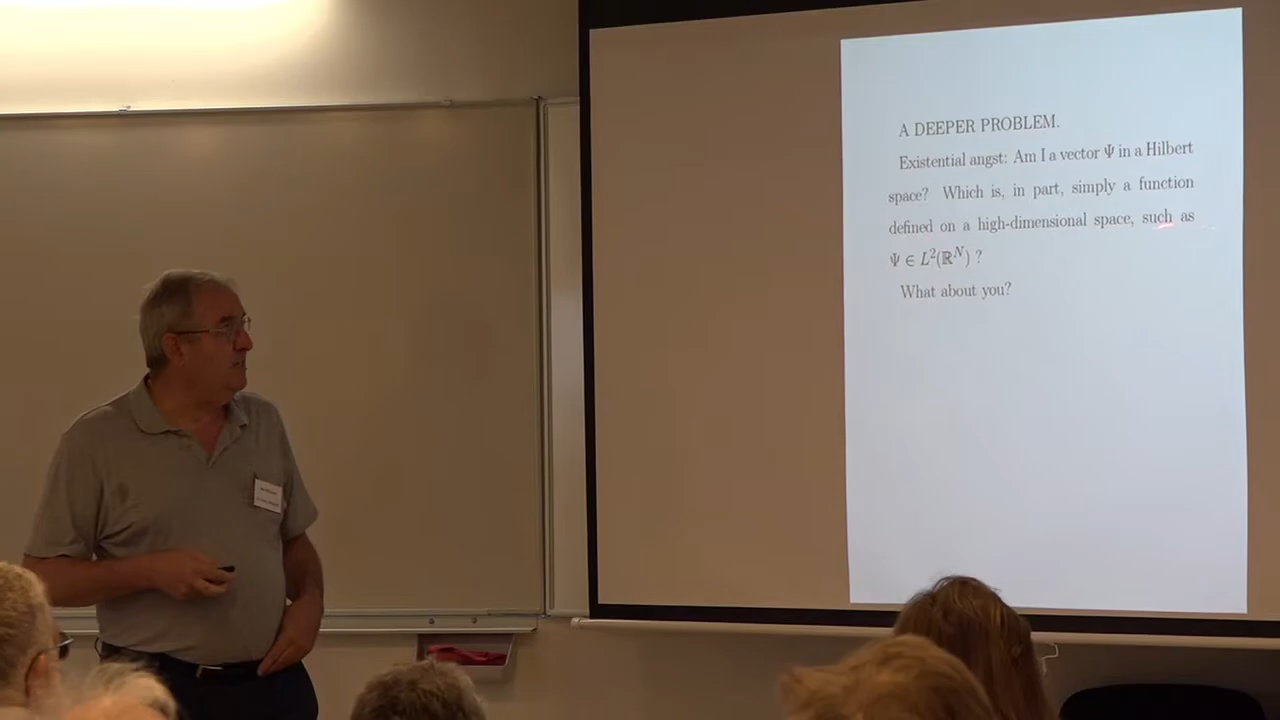 A DEEPER PROBLEM.
Existential angst: Am I a vector Ψ in a Hilbert
space? Which is, in part, simply a function
defined on a high-dimensional space, such as
Ψ ∈ L²(ℝᴺ) ?
What about you?